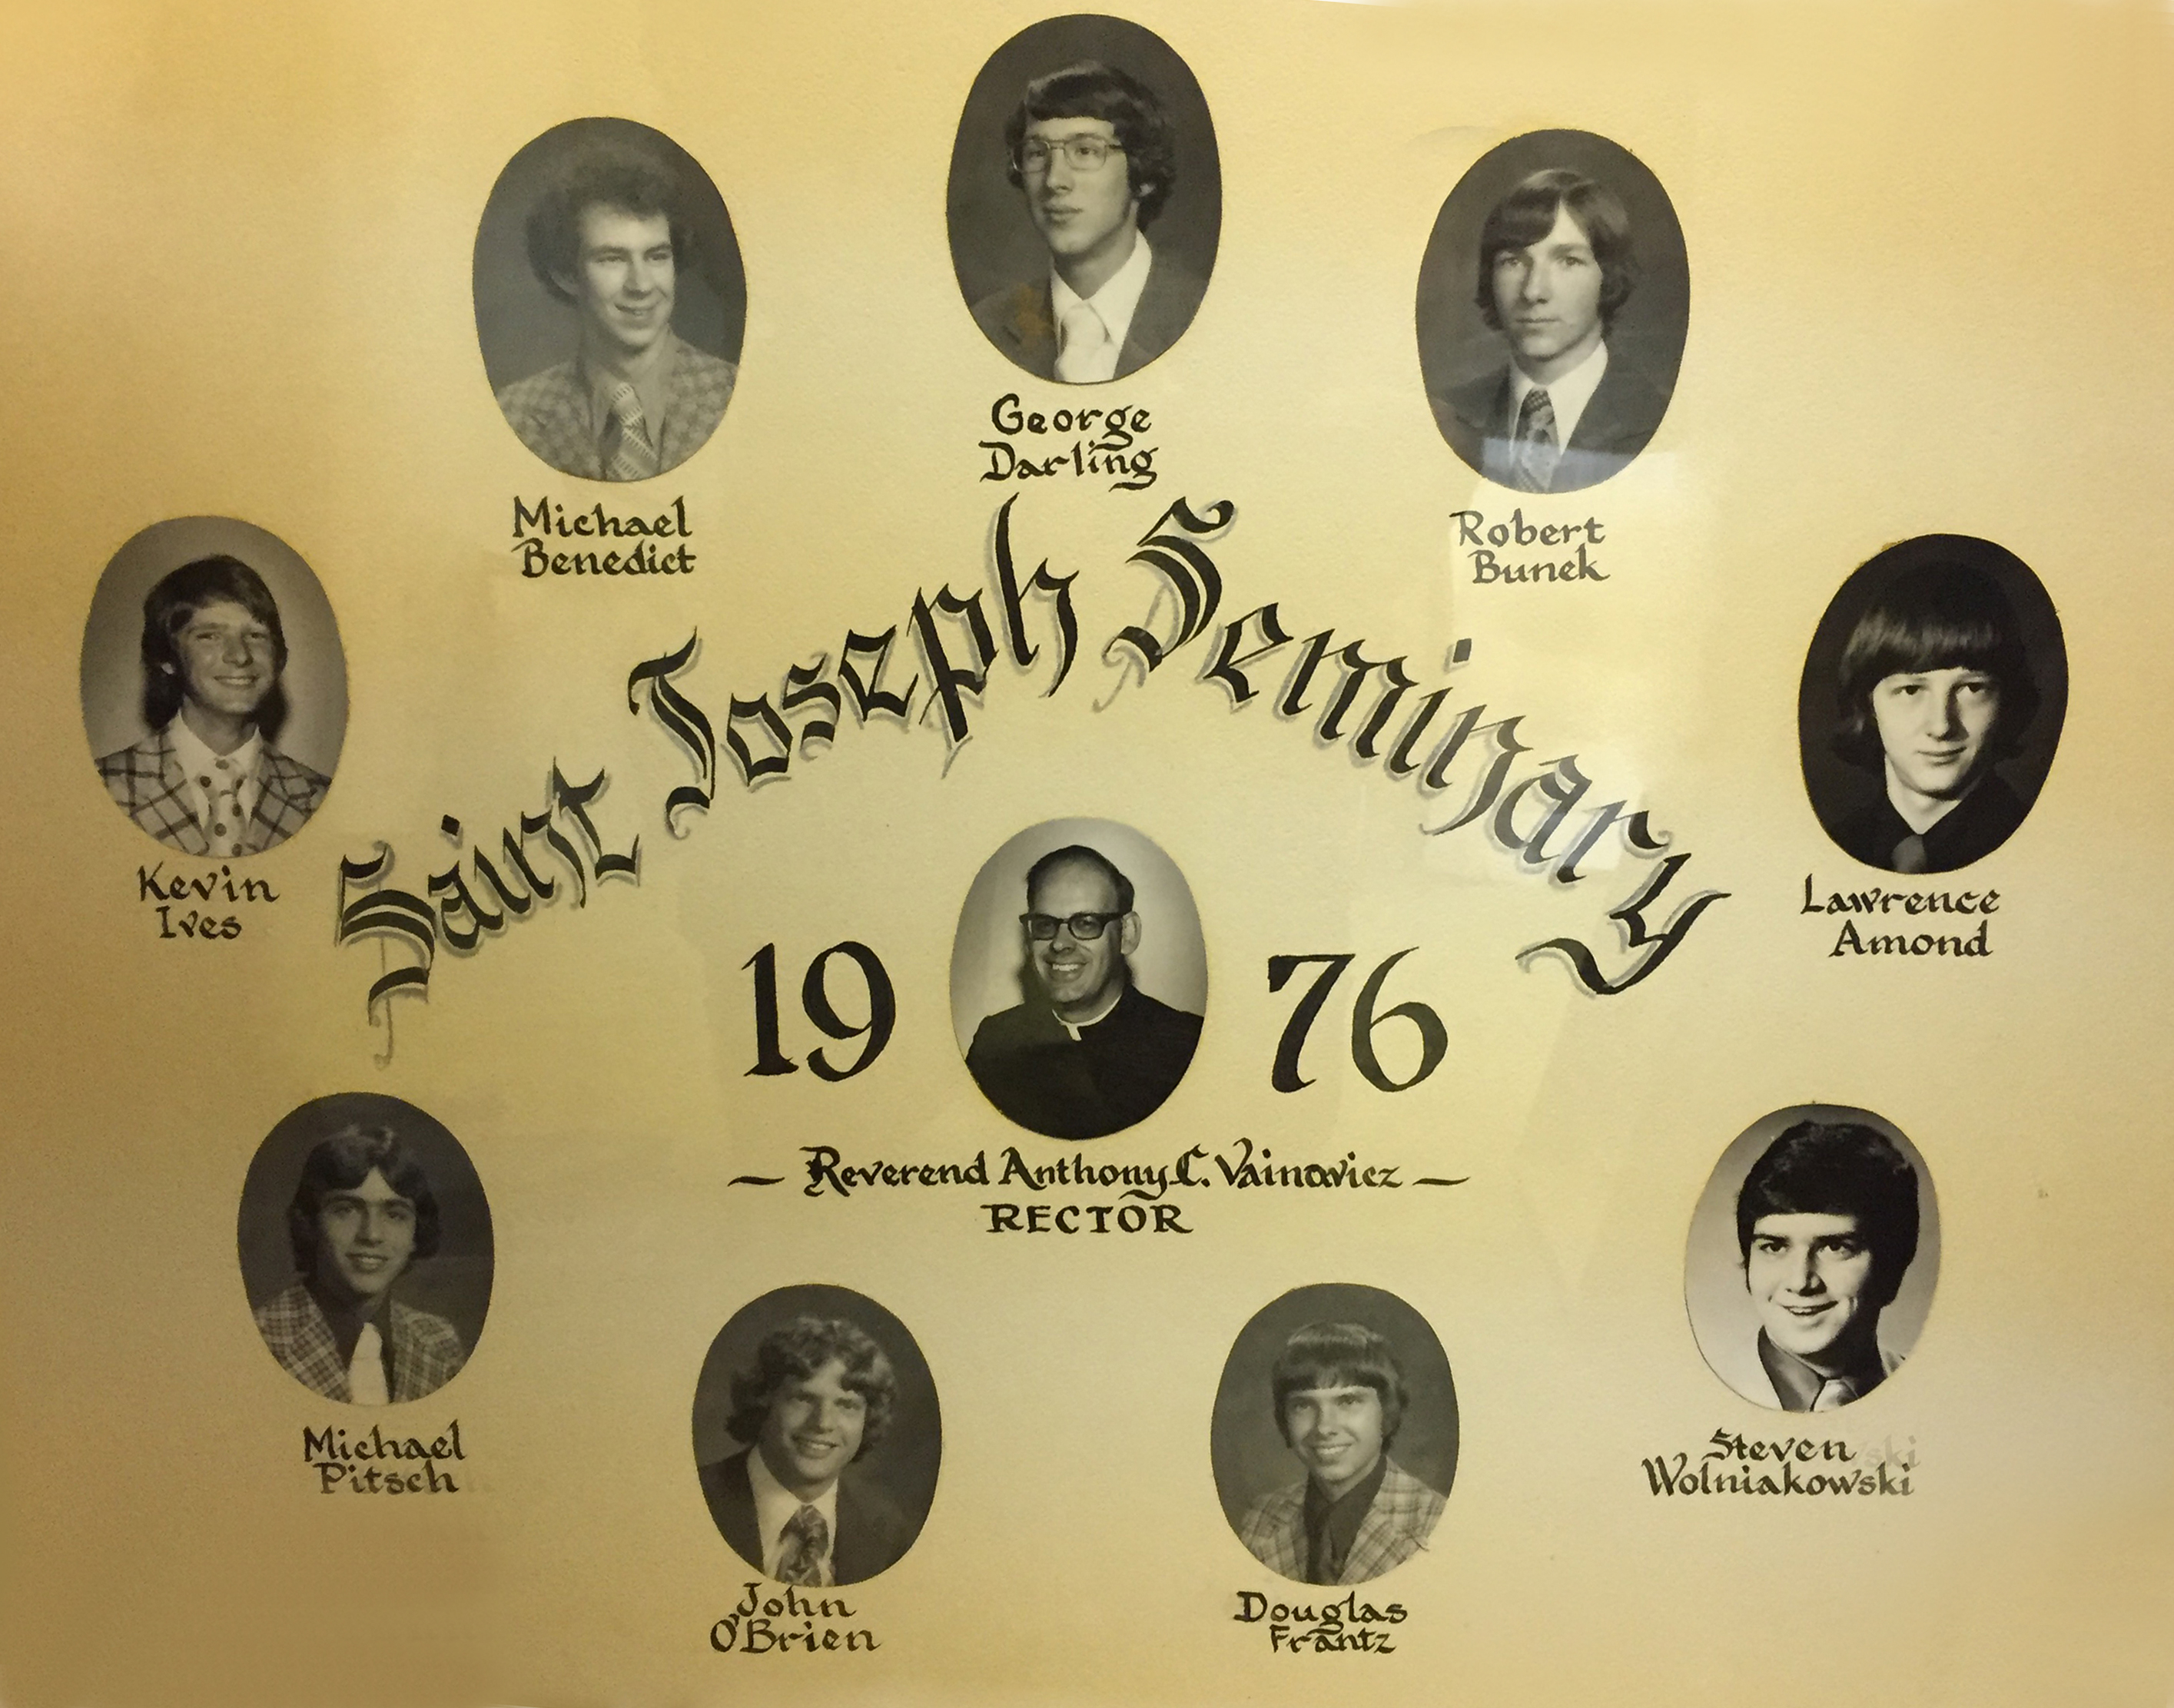 George
Darling
Michael
Benedict
Robert
Bunek
Kevin
Ives
Saint Joseph Seminary
Lawrence
Amond
19 76
— Reverend Anthony C. Vainavicz —
RECTOR
Michael
Pitsch
Steven
Wolniakowski
John
O'Brien
Douglas
Frantz